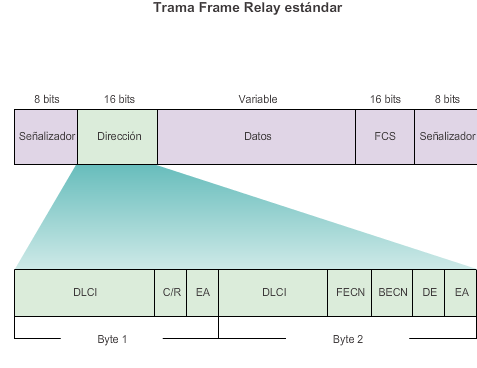 Trama Frame Relay estándar
8 bits 16 bits Variable 16 bits 8 bits
Señalizador Dirección Datos FCS Señalizador
DLCI C/R EA DLCI FECN BECN DE EA
Byte 1 Byte 2